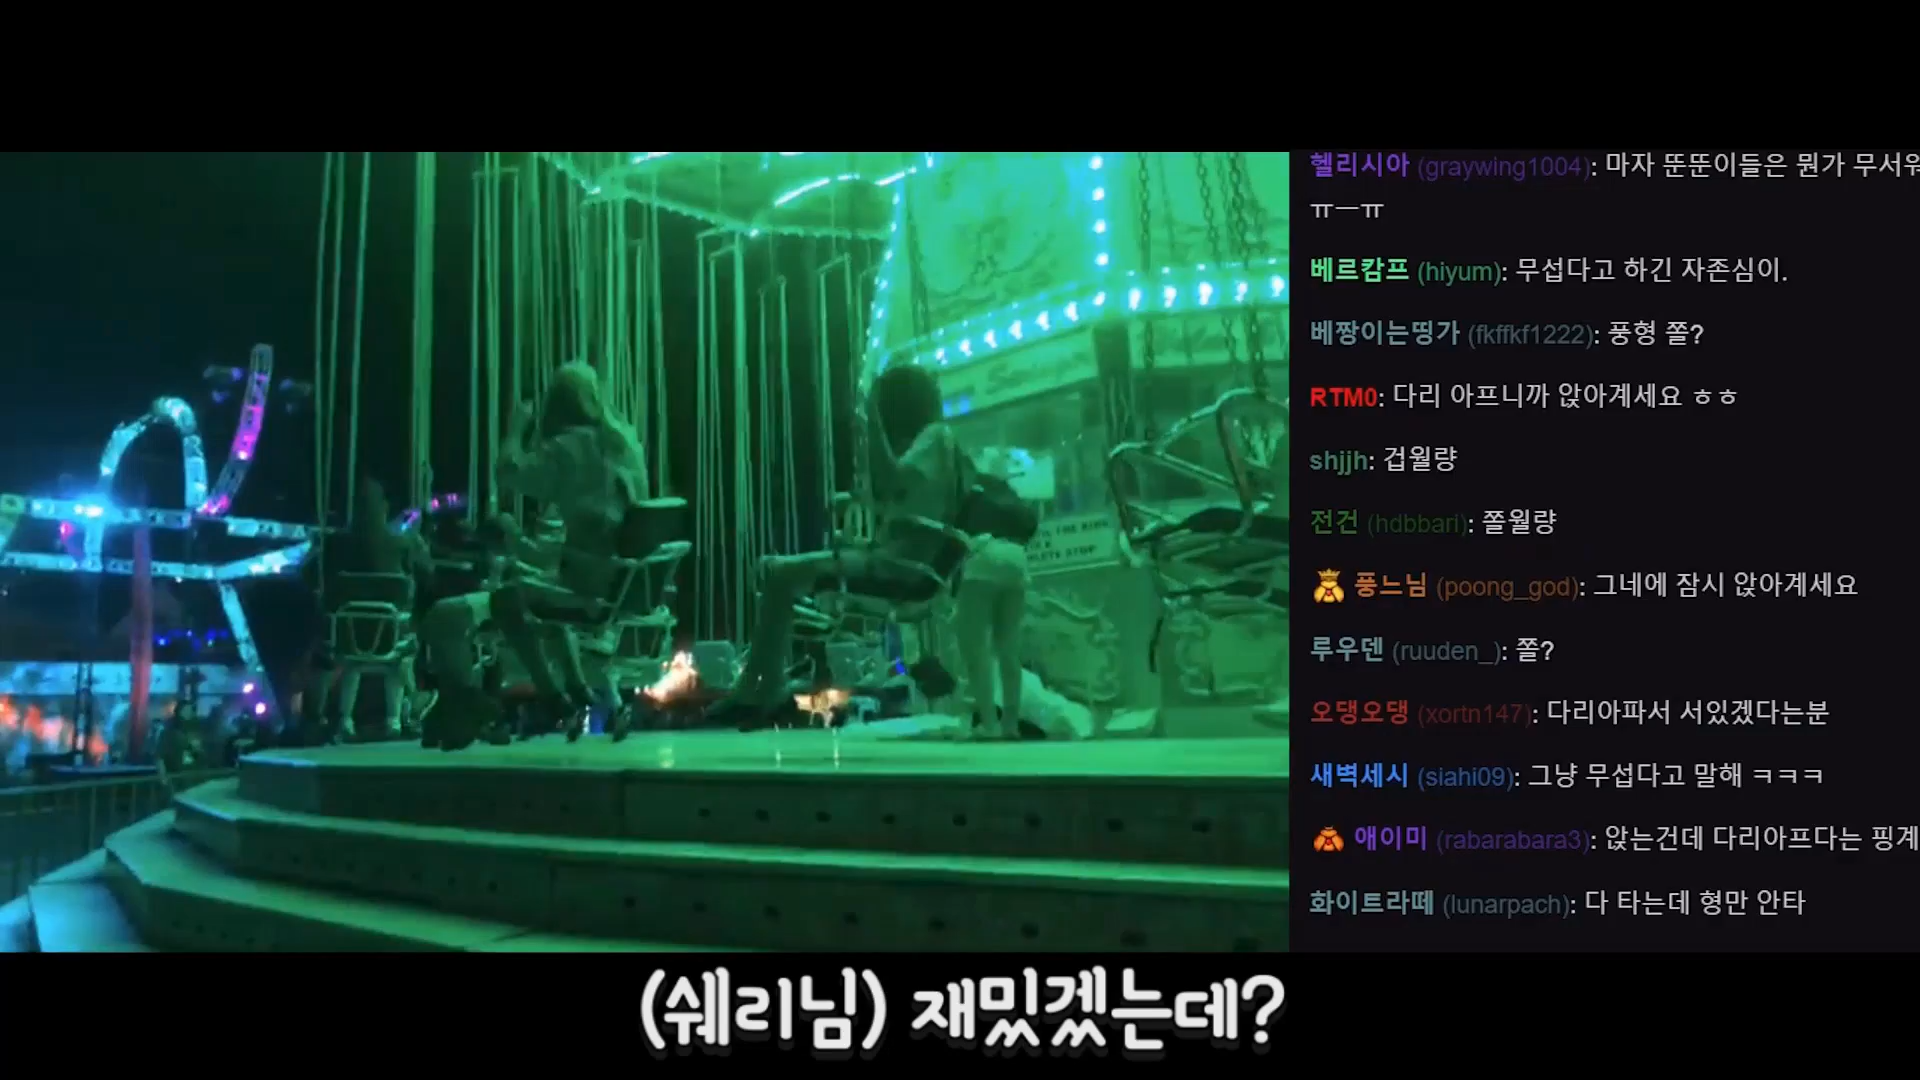 헬리시아 (graywing1004): 마자 뚠뚠이들은 뭔가 무서워
ㅠㅡㅠ
베르캄프 (hiyum): 무섭다고 하긴 자존심이.
베짱이는띵가 (fkffkf1222): 풍형 쫄?
RTM0: 다리 아프니까 앉아계세요 ㅎㅎ
shjjh: 겁월량
전건 (hdbbari): 쫄월량
풍느님 (poong_god): 그네에 잠시 앉아계세요
루우덴 (ruuden_): 쫄?
오댕오댕 (xortn147): 다리아파서 서있겠다는분
새벽세시 (siahi09): 그냥 무섭다고 말해 ㅋㅋㅋ
애이미 (rabarabara3): 앉는건데 다리아프다는 핑계
화이트라떼 (lunarpach): 다 타는데 형만 안타
(쉐리님) 재밌겠는데?